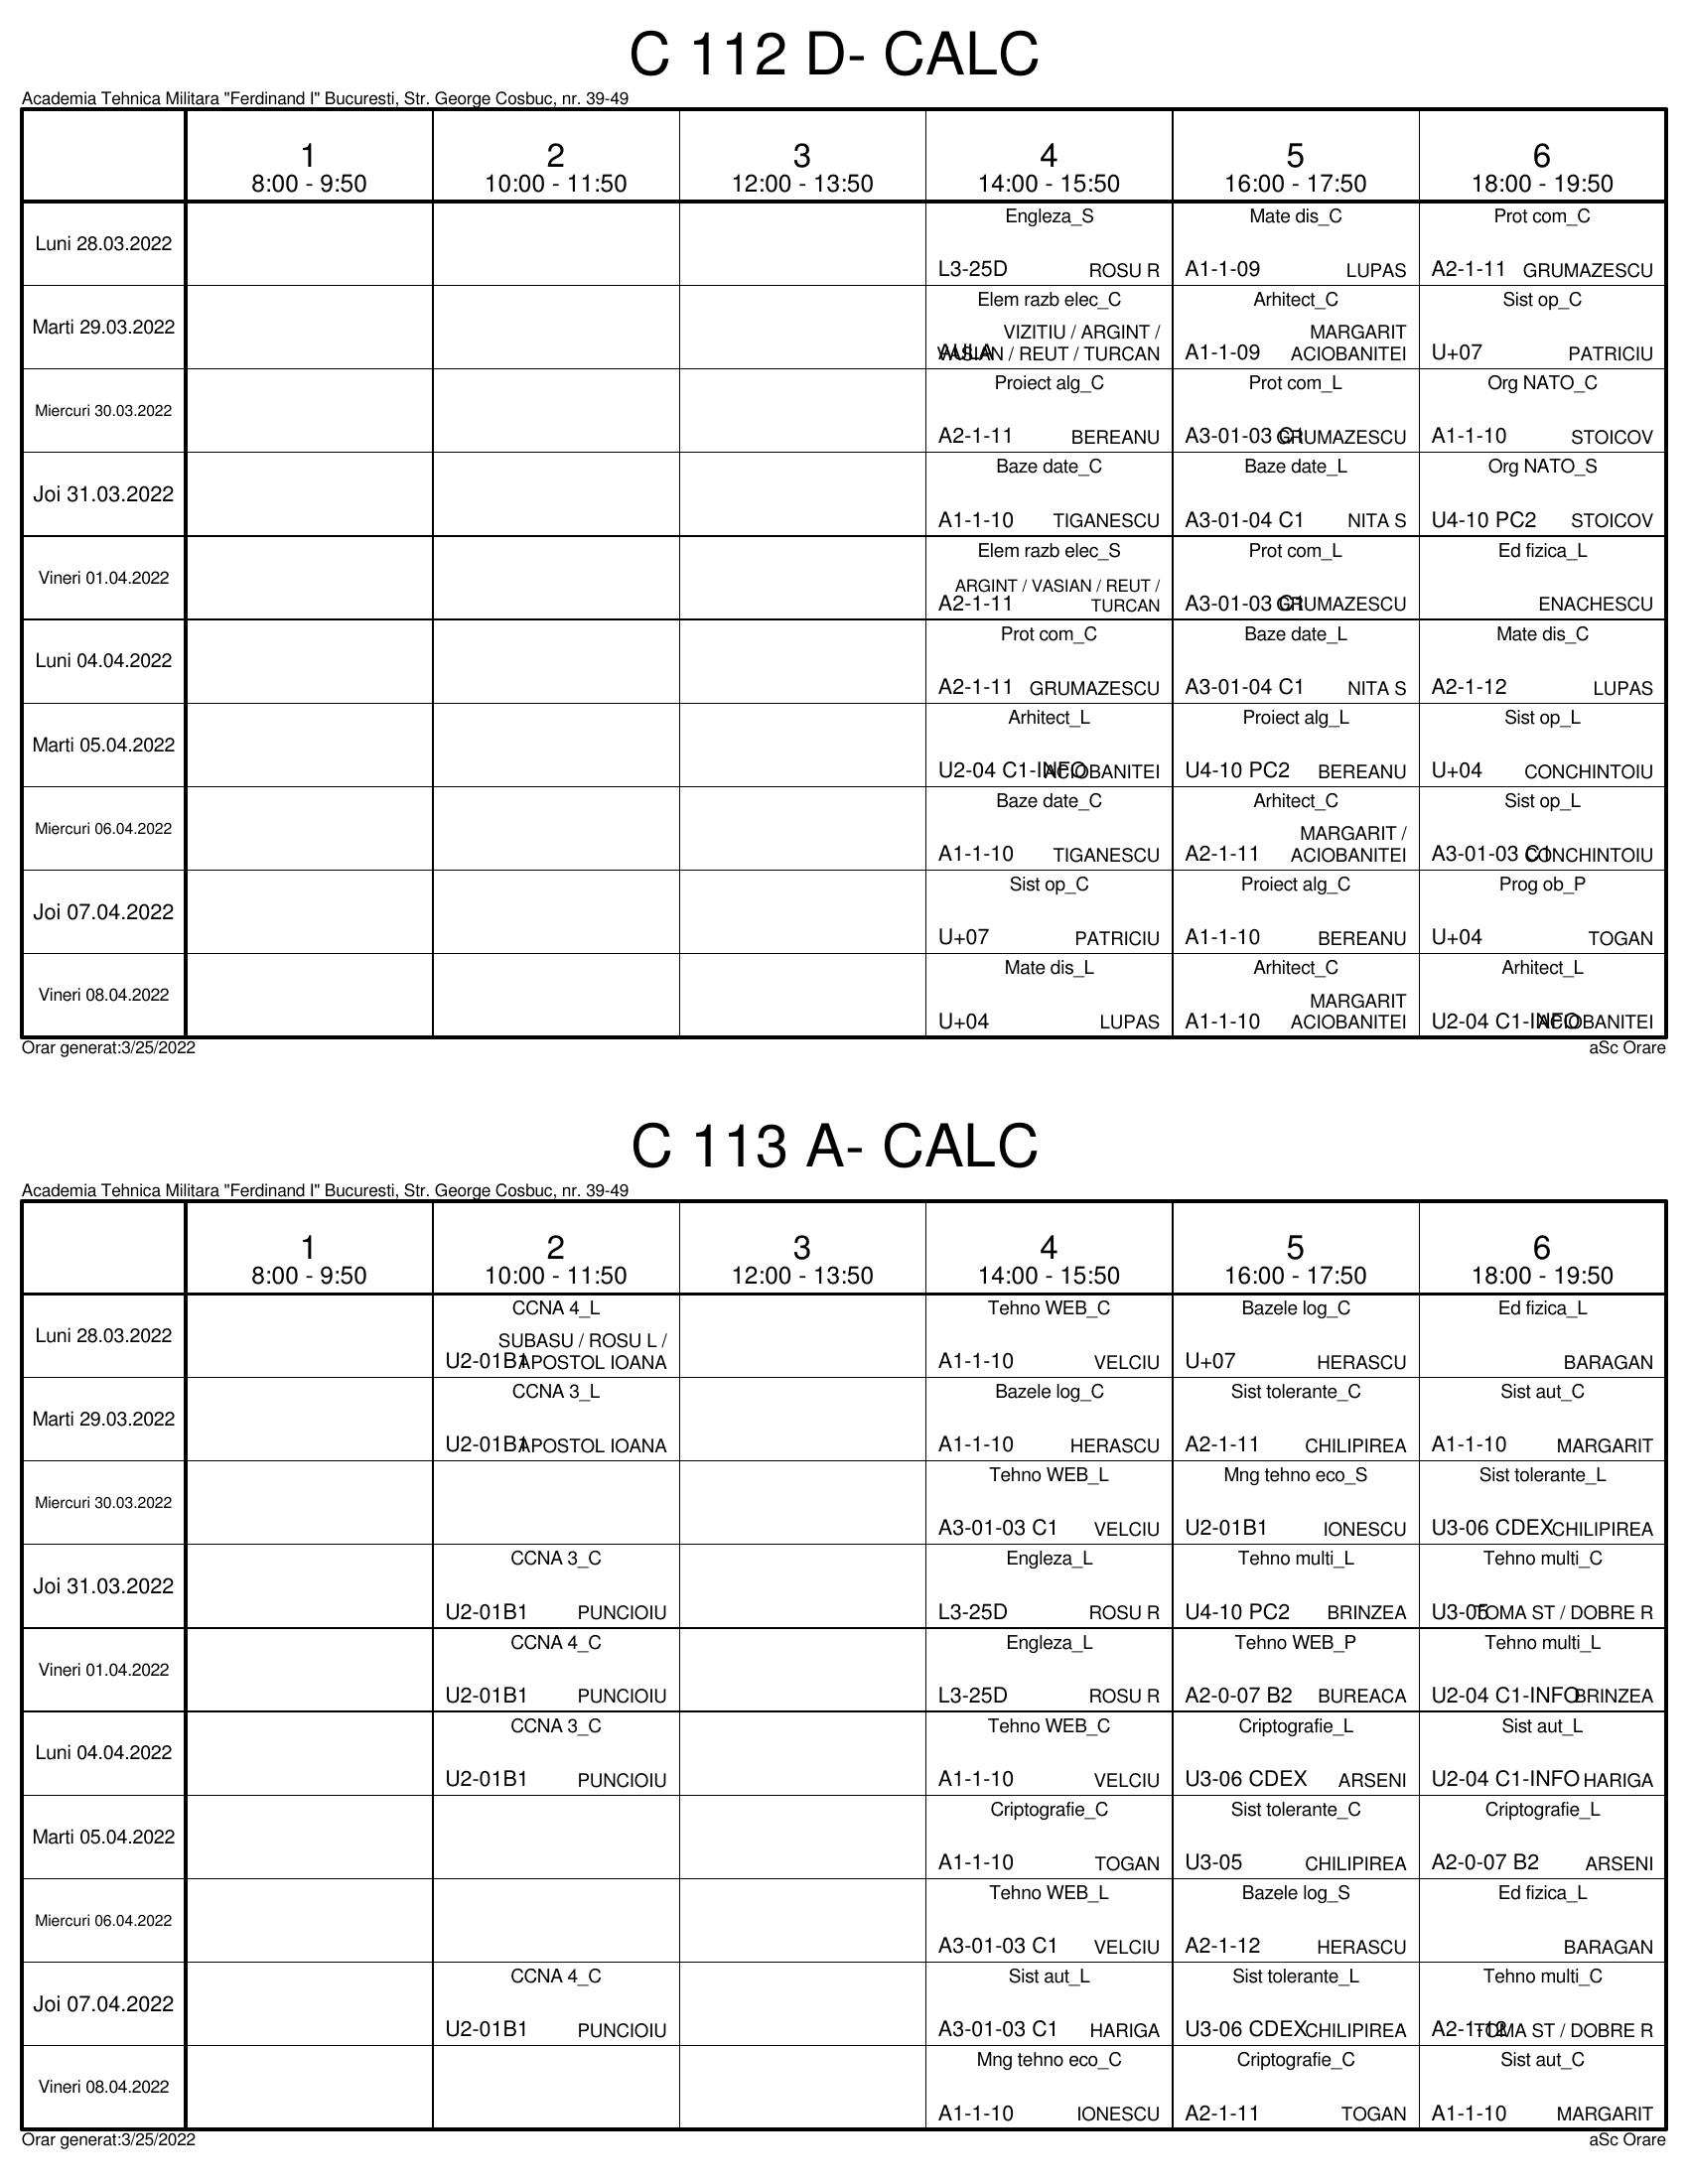 C 112 D- CALC
Academia Tehnica Militara "Ferdinand I" Bucuresti, Str. George Cosbuc, nr. 39-49
1 2 3 4 5 6
8:00 - 9:50 10:00 - 11:50 12:00 - 13:50 14:00 - 15:50 16:00 - 17:50 18:00 - 19:50
Engleza_S Mate dis_C Prot com_C
Luni 28.03.2022
L3-25D ROSU R A1-1-09 LUPAS A2-1-11 GRUMAZESCU
Elem razb elec_C Arhitect_C Sist op_C
Marti 29.03.2022
VIZITIU / ARGINT / MARGARIT
AULA VASIAN / REUT / TURCAN A1-1-09 ACIOBANITEI U+07 PATRICIU
Proiect alg_C Prot com_L Org NATO_C
Miercuri 30.03.2022
A2-1-11 BEREANU A3-01-03 C1 GRUMAZESCU A1-1-10 STOICOV
Baze date_C Baze date_L Org NATO_S
Joi 31.03.2022
A1-1-10 TIGANESCU A3-01-04 C1 NITA S U4-10 PC2 STOICOV
Elem razb elec_S Prot com_L Ed fizica_L
Vineri 01.04.2022
ARGINT / VASIAN / REUT /
A2-1-11 TURCAN A3-01-03 C1 GRUMAZESCU ENACHESCU
Prot com_C Baze date_L Mate dis_C
Luni 04.04.2022
A2-1-11 GRUMAZESCU A3-01-04 C1 NITA S A2-1-12 LUPAS
Arhitect_L Proiect alg_L Sist op_L
Marti 05.04.2022
U2-04 C1-INFO ACIOBANITEI U4-10 PC2 BEREANU U+04 CONCHINTOIU
Baze date_C Arhitect_C Sist op_L
Miercuri 06.04.2022
MARGARIT /
A1-1-10 TIGANESCU A2-1-11 ACIOBANITEI A3-01-03 C1 CONCHINTOIU
Sist op_C Proiect alg_C Prog ob_P
Joi 07.04.2022
U+07 PATRICIU A1-1-10 BEREANU U+04 TOGAN
Mate dis_L Arhitect_C Arhitect_L
Vineri 08.04.2022
MARGARIT
U+04 LUPAS A1-1-10 ACIOBANITEI U2-04 C1-INFO ACIOBANITEI
Orar generat:3/25/2022 aSc Orare
C 113 A- CALC
Academia Tehnica Militara "Ferdinand I" Bucuresti, Str. George Cosbuc, nr. 39-49
1 2 3 4 5 6
8:00 - 9:50 10:00 - 11:50 12:00 - 13:50 14:00 - 15:50 16:00 - 17:50 18:00 - 19:50
CCNA 4_L Tehno WEB_C Bazele log_C Ed fizica_L
Luni 28.03.2022
SUBASU / ROSU L /
U2-01B1 APOSTOL IOANA A1-1-10 VELCIU U+07 HERASCU BARAGAN
CCNA 3_L Bazele log_C Sist tolerante_C Sist aut_C
Marti 29.03.2022
U2-01B1 APOSTOL IOANA A1-1-10 HERASCU A2-1-11 CHILIPIREA A1-1-10 MARGARIT
Tehno WEB_L Mng tehno eco_S Sist tolerante_L
Miercuri 30.03.2022
A3-01-03 C1 VELCIU U2-01B1 IONESCU U3-06 CDEX CHILIPIREA
CCNA 3_C Engleza_L Tehno multi_L Tehno multi_C
Joi 31.03.2022
U2-01B1 PUNCIOIU L3-25D ROSU R U4-10 PC2 BRINZEA U3-05 TOMA ST / DOBRE R
CCNA 4_C Engleza_L Tehno WEB_P Tehno multi_L
Vineri 01.04.2022
U2-01B1 PUNCIOIU L3-25D ROSU R A2-0-07 B2 BUREACA U2-04 C1-INFO BRINZEA
CCNA 3_C Tehno WEB_C Criptografie_L Sist aut_L
Luni 04.04.2022
U2-01B1 PUNCIOIU A1-1-10 VELCIU U3-06 CDEX ARSENI U2-04 C1-INFO HARIGA
Criptografie_C Sist tolerante_C Criptografie_L
Marti 05.04.2022
A1-1-10 TOGAN U3-05 CHILIPIREA A2-0-07 B2 ARSENI
Tehno WEB_L Bazele log_S Ed fizica_L
Miercuri 06.04.2022
A3-01-03 C1 VELCIU A2-1-12 HERASCU BARAGAN
CCNA 4_C Sist aut_L Sist tolerante_L Tehno multi_C
Joi 07.04.2022
U2-01B1 PUNCIOIU A3-01-03 C1 HARIGA U3-06 CDEX CHILIPIREA A2-1-12 TOMA ST / DOBRE R
Mng tehno eco_C Criptografie_C Sist aut_C
Vineri 08.04.2022
A1-1-10 IONESCU A2-1-11 TOGAN A1-1-10 MARGARIT
Orar generat:3/25/2022 aSc Orare